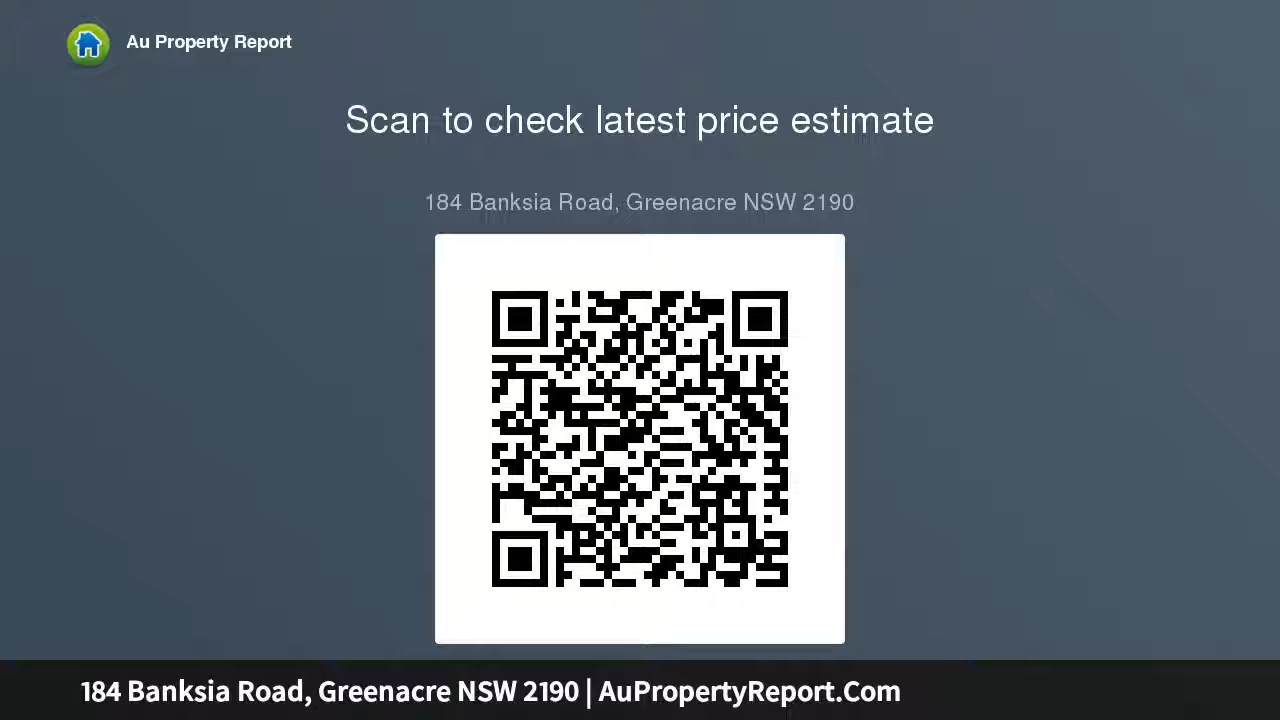 Au Property Report
Scan to check latest price estimate
184 Banksia Road, Greenacre NSW 2190
184 Banksia Road, Greenacre NSW 2190 | AuPropertyReport.Com